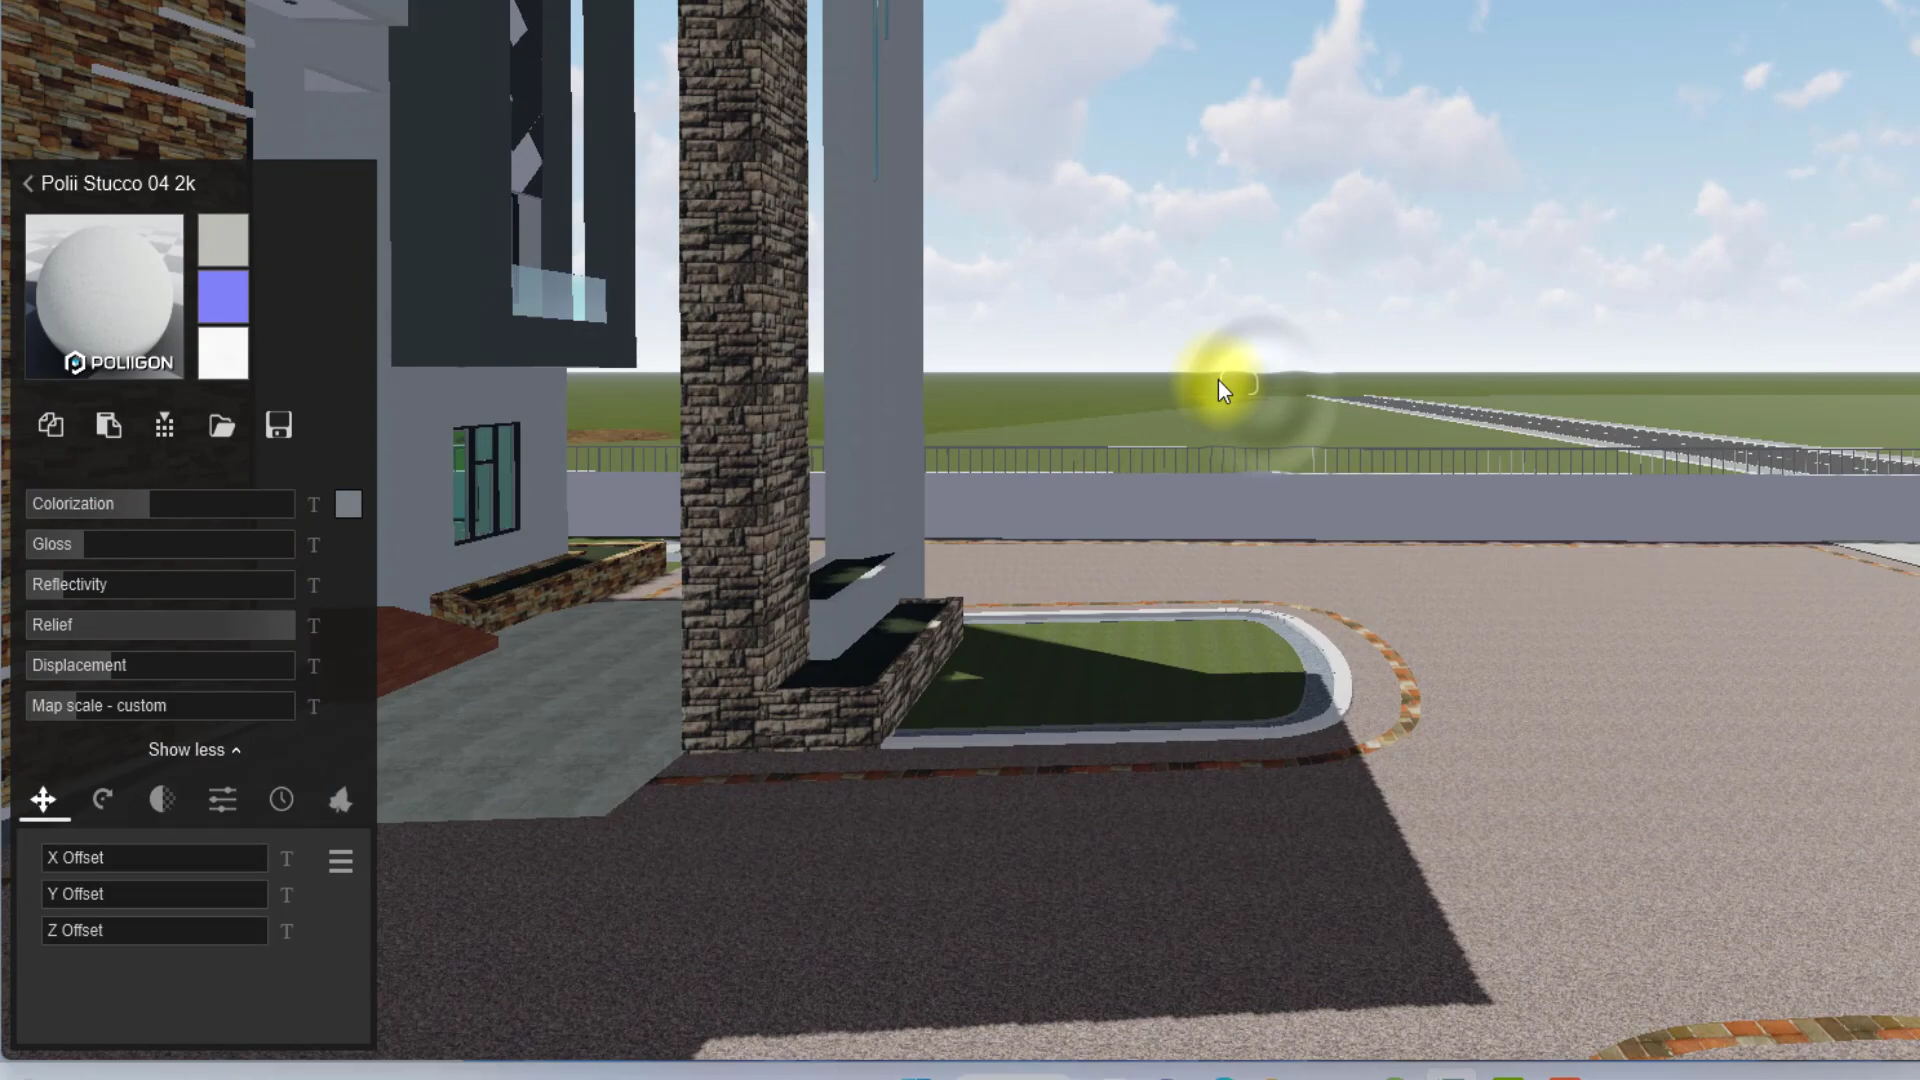 Polii Stucco 04 2k
POLIIGON
Colorization T
Gloss T
Reflectivity T
Relief T
Displacement T
Map scale - custom T
Show less
X Offset T
Y Offset T
Z Offset T